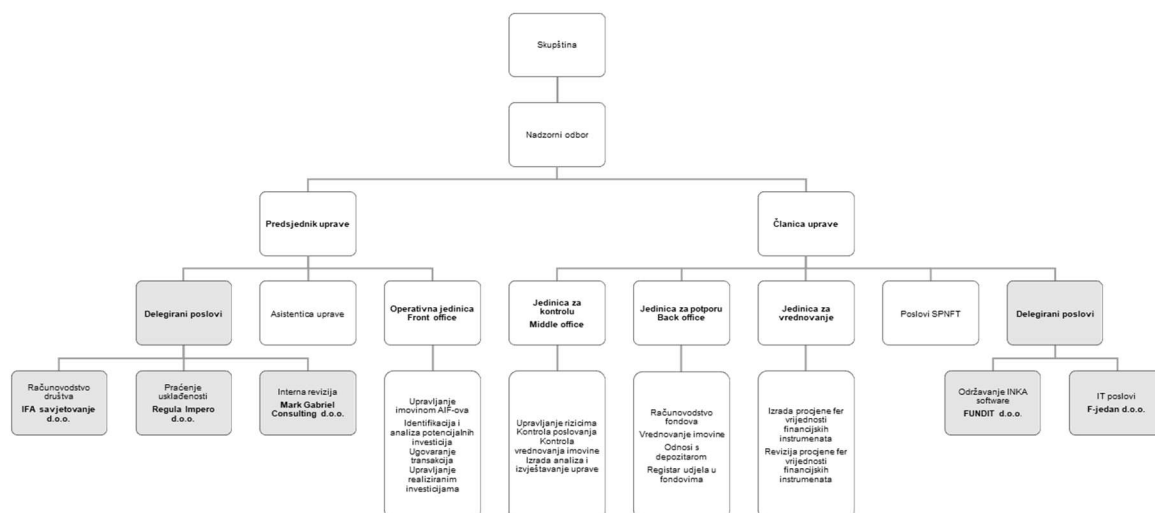 Skupština
Nadzorni odbor
Predsjednik uprave
Članica uprave
Delegirani poslovi
Asistentica uprave
Operativna jedinica
Front office
Jedinica za
kontrolu
Middle office
Jedinica za potporu
Back office
Jedinica za
vrednovanje
Poslovi SPNFT
Delegirani poslovi
Računovodstvo
društva
IFA savjetovanje
d.o.o.
Praćenje
usklađenosti
Regula Impero
d.o.o.
Interna revizija
Mark Gabriel
Consulting d.o.o.
Upravljanje
imovinom AIF-ova
Identifikacija i
analiza potencijalnih
investicija
Ugovaranje
transakcija
Upravljanje
realiziranim
investicijama
Upravljanje rizicima
Kontrola poslovanja
Kontrola
vrednovanja imovine
Izrada analiza i
izvještavanje uprave
Računovodstvo
fondova
Vrednovanje imovine
Odnosi s
depozitarom
Registar udjela u
fondovima
Izrada procjene fer
vrijednosti
financijskih
instrumenata
Revizija procjene fer
vrijednosti
financijskih
instrumenata
Održavanje INKA
software
FUNDIT d.o.o.
IT poslovi
F-jedan d.o.o.